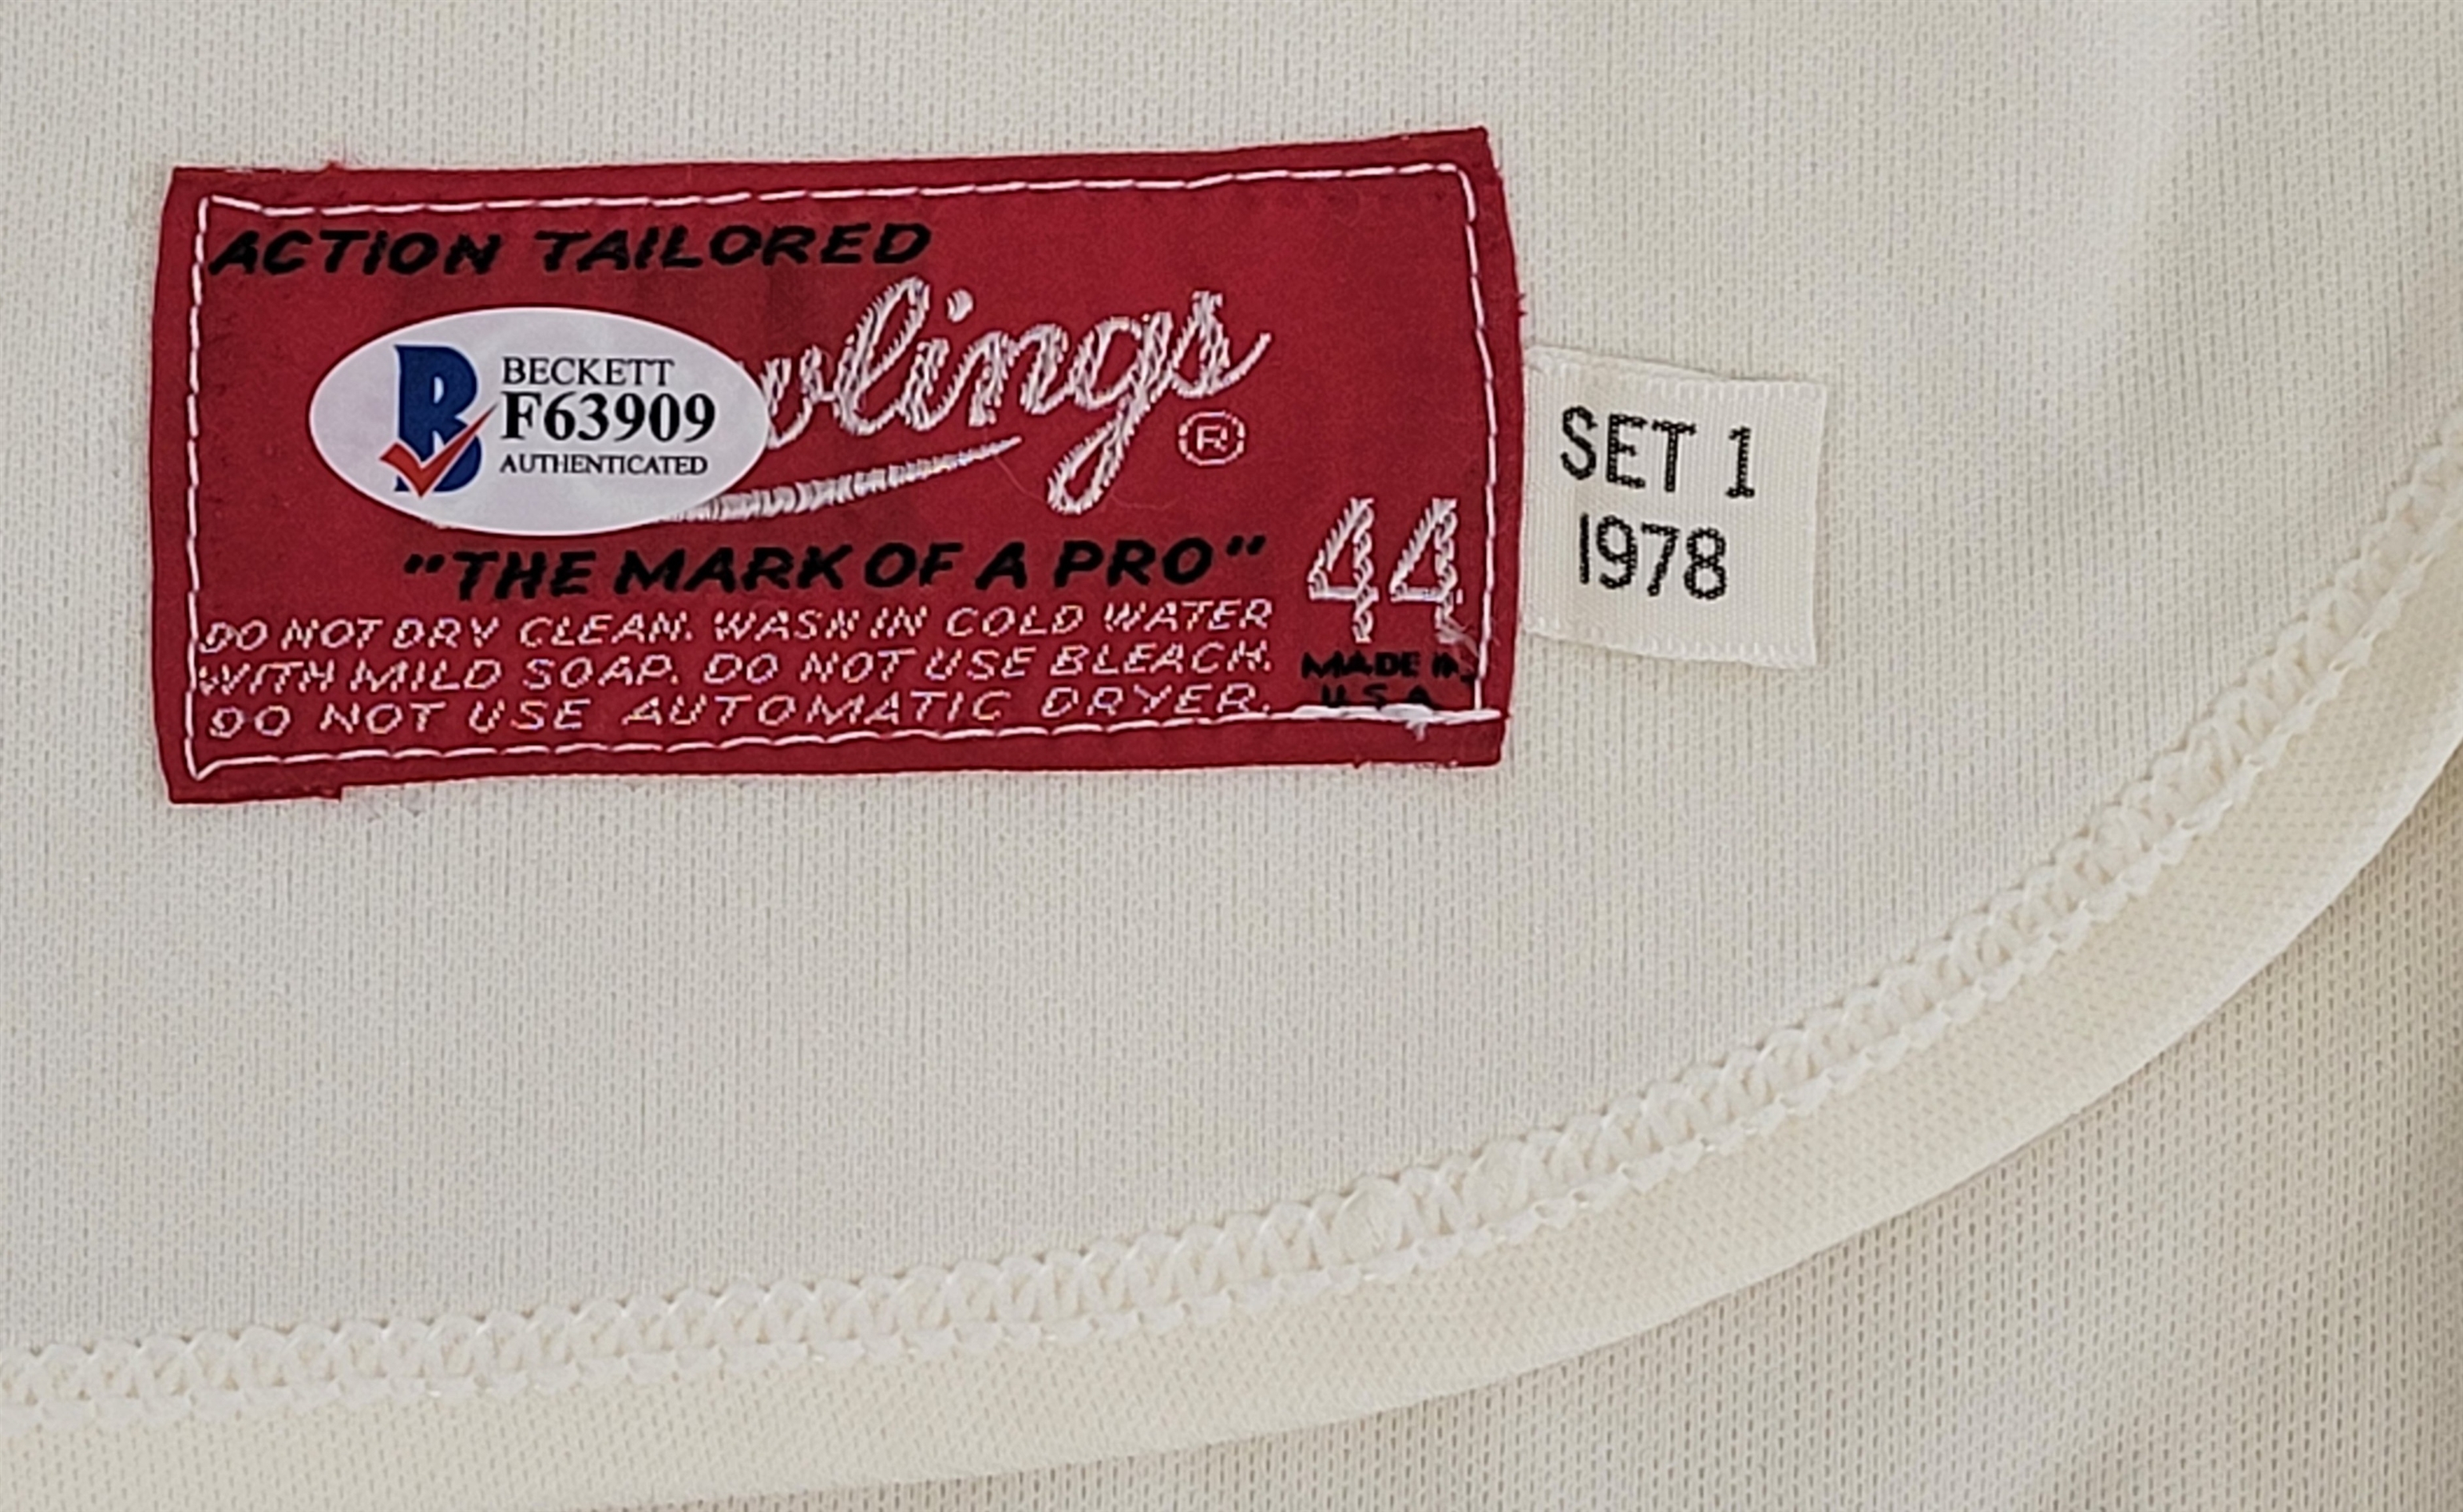 ACTION TAILORED
wlings
®
BECKETT
F63909
AUTHENTICATED
"THE MARK OF A PRO"
44
DO NOT DRY CLEAN. WASH IN COLD WATER
WITH MILD SOAP. DO NOT USE BLEACH.
DO NOT USE AUTOMATIC DRYER.
MADE IN
U.S.A.
SET 1
1978